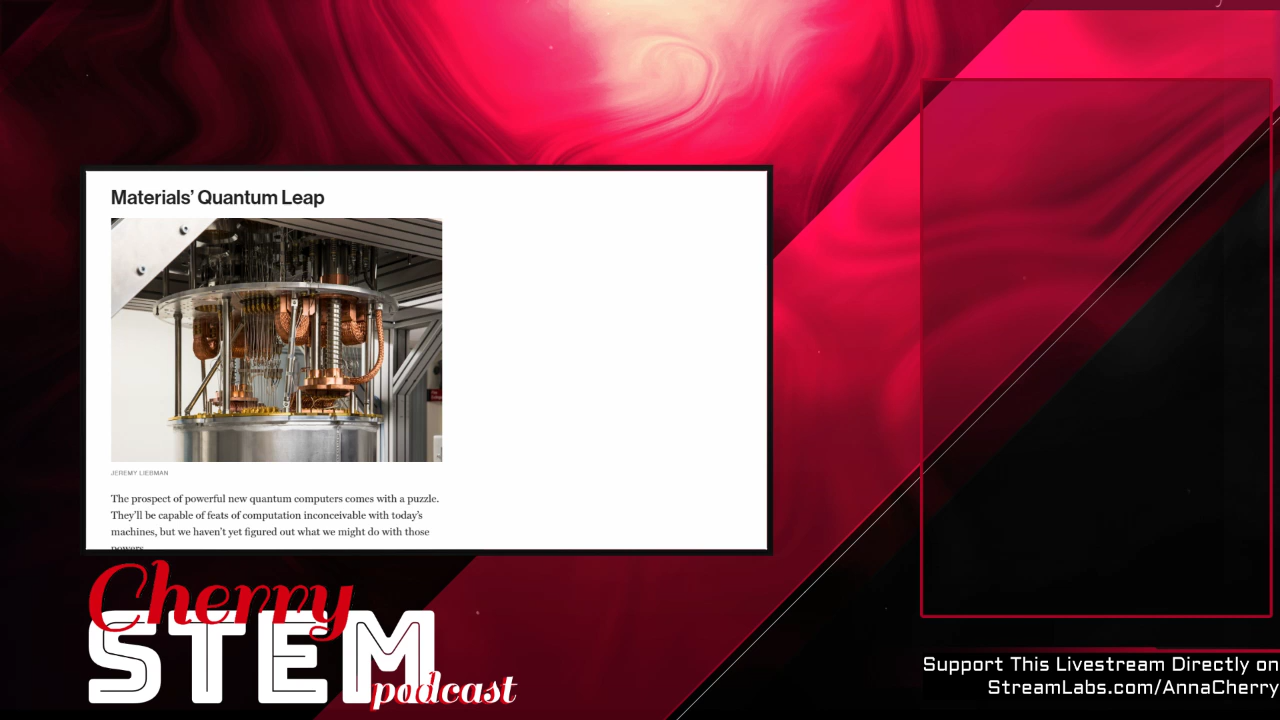 Materials' Quantum Leap
JEREMY LIEBMAN
The prospect of powerful new quantum computers comes with a puzzle.
They'll be capable of feats of computation inconceivable with today's
machines, but we haven't yet figured out what we might do with those
powers.
Cherry
STEM
podcast
Support This Livestream Directly on
StreamLabs.com/AnnaCherry